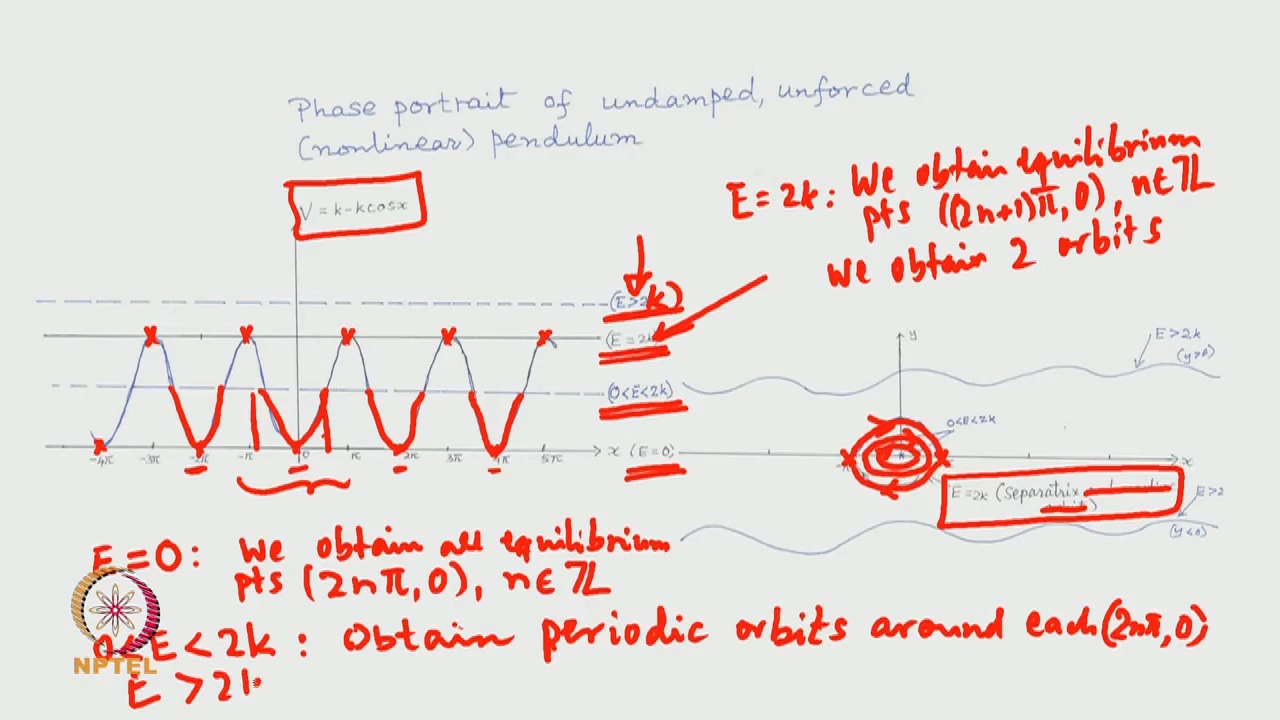 Phase portrait of undamped, unforced
(nonlinear) pendulum
V = k-kcosx
E = 2k: We obtain equilibrium
pts ((2n+1)π, 0), n∈ℤ
We obtain 2 orbits
(E>2k)
(E=2k)
(0<E<2k)
x (E=0)
-4π -3π -2π -π 0 π 2π 3π 4π 5π
y
E>2k
(y>0)
0<E<2k
x
E=2k (separatrix
orbit)
E>2
(y<0)
E=0: We obtain all equilibrium
pts (2nπ, 0), n∈ℤ
0<E<2k: Obtain periodic orbits around each (2nπ, 0)
NPTEL
E>2k